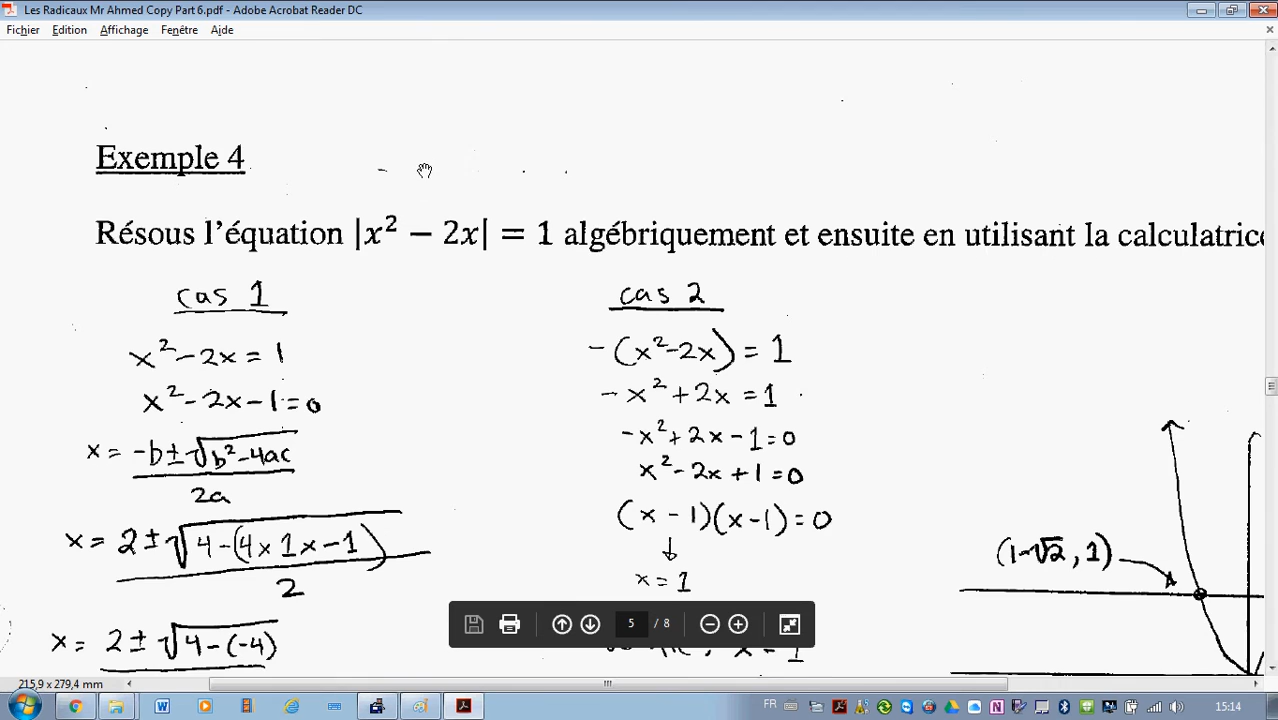 Les Radicaux Mr Ahmed Copy Part 6.pdf - Adobe Acrobat Reader DC
Fichier Edition Affichage Fenêtre Aide
Exemple 4
Résous l'équation |x² − 2x| = 1 algébriquement et ensuite en utilisant la calculatrice
cas 1
x² − 2x = 1
x² − 2x − 1 = 0
x = -b ± √b² - 4ac
2a
x = 2 ± √4 - (4 x 1 x -1)
2
x = 2 ± √4 - (-4)
cas 2
-(x² - 2x) = 1
-x² + 2x = 1
-x² + 2x - 1 = 0
x² - 2x + 1 = 0
(x - 1)(x - 1) = 0
↓
x = 1
(1-√2, 1)
5 / 8
215,9 x 279,4 mm
FR 15:14